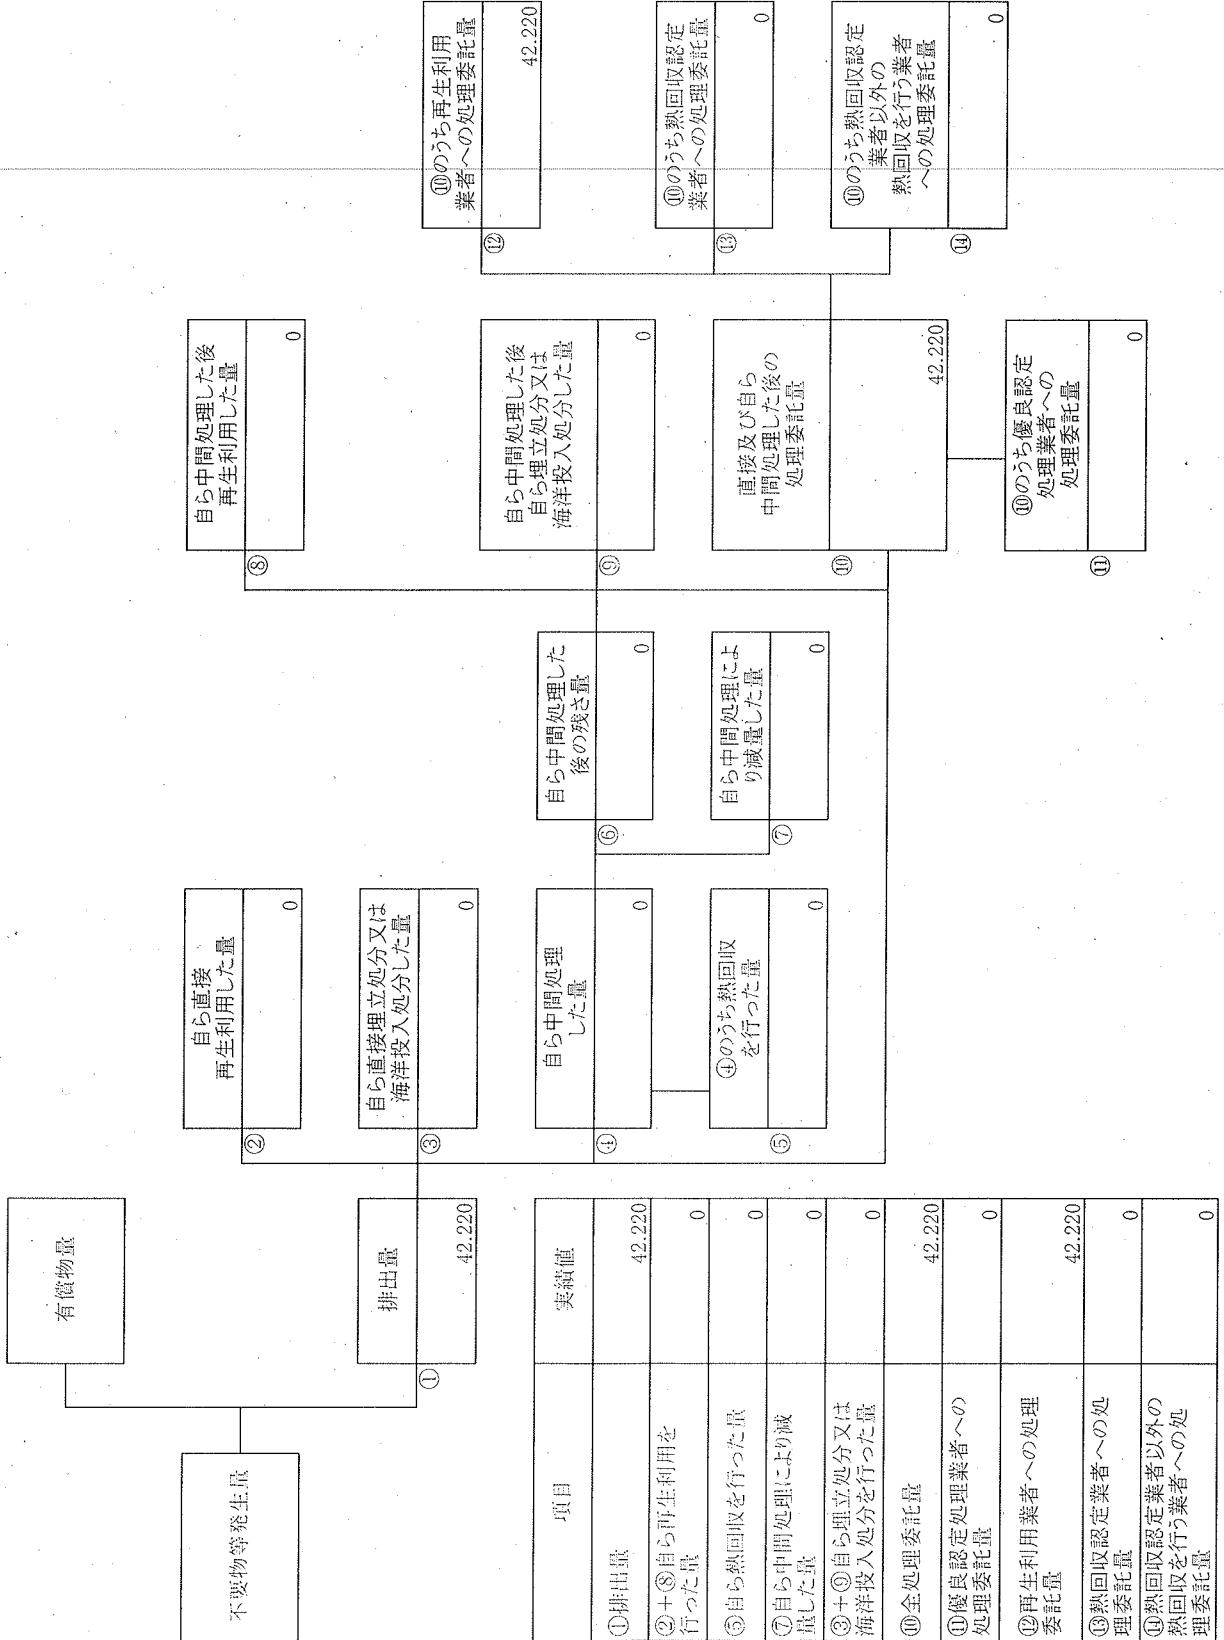 不要物等発生量
有償物量
排出量
①
42.220
自ら直接
再生利用した量
②
0
自ら直接埋立処分又は
海洋投入処分した量
③
0
自ら中間処理
した量
④
0
④のうち熱回収
を行った量
⑤
0
自ら中間処理した
後の残さ量
⑥
0
自ら中間処理によ
り減量した量
⑦
0
自ら中間処理した後
再生利用した量
⑧
0
自ら中間処理した後
自ら埋立処分又は
海洋投入処分した量
⑨
0
直接及び自ら
中間処理した後の
処理委託量
⑩
42.220
⑩のうち優良認定
処理業者への
処理委託量
⑪
0
⑩のうち再生利用
業者への処理委託量
⑫
42.220
⑩のうち熱回収認定
業者への処理委託量
⑬
0
⑩のうち熱回収認定
業者以外の
熱回収を行う業者
への処理委託量
⑭
0
項目 実績値
①排出量 42.220
②+⑧自ら再生利用を
行った量 0
⑤自ら熱回収を行った量 0
⑦自ら中間処理により減
量した量 0
③+⑨自ら埋立処分又は
海洋投入処分を行った量 0
⑩全処理委託量 42.220
⑪優良認定処理業者への
処理委託量 0
⑫再生利用業者への処理
委託量 42.220
⑬熱回収認定業者への処
理委託量 0
⑭熱回収認定業者以外の
熱回収を行う業者への処
理委託量 0